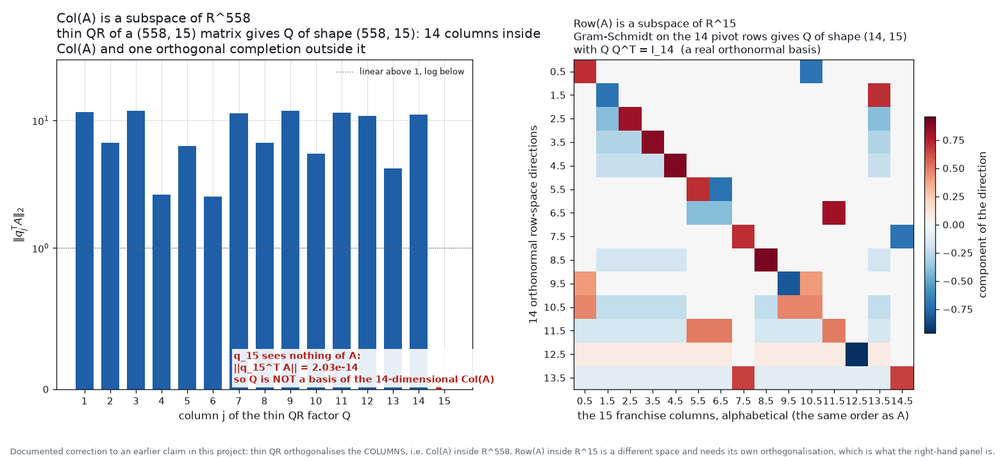 Col(A) is a subspace of R^558
thin QR of a (558, 15) matrix gives Q of shape (558, 15): 14 columns inside
Col(A) and one orthogonal completion outside it
linear above 1, log below
10¹
10⁰
0
‖qⱼᵀA‖₂
q_15 sees nothing of A:
||q_15^T A|| = 2.03e-14
so Q is NOT a basis of the 14-dimensional Col(A)
1 2 3 4 5 6 7 8 9 10 11 12 13 14 15
column j of the thin QR factor Q
Row(A) is a subspace of R^15
Gram-Schmidt on the 14 pivot rows gives Q of shape (14, 15)
with Q Q^T = I_14  (a real orthonormal basis)
14 orthonormal row-space directions
0.5
1.5
2.5
3.5
4.5
5.5
6.5
7.5
8.5
9.5
10.5
11.5
12.5
13.5
0.5 1.5 2.5 3.5 4.5 5.5 6.5 7.5 8.5 9.5 10.5 11.5 12.5 13.5 14.5
the 15 franchise columns, alphabetical (the same order as A)
0.75
0.50
0.25
0.00
−0.25
−0.50
−0.75
component of the direction
Documented correction to an earlier claim in this project: thin QR orthogonalises the COLUMNS, i.e. Col(A) inside R^558. Row(A) inside R^15 is a different space and needs its own orthogonalisation, which is what the right-hand panel is.